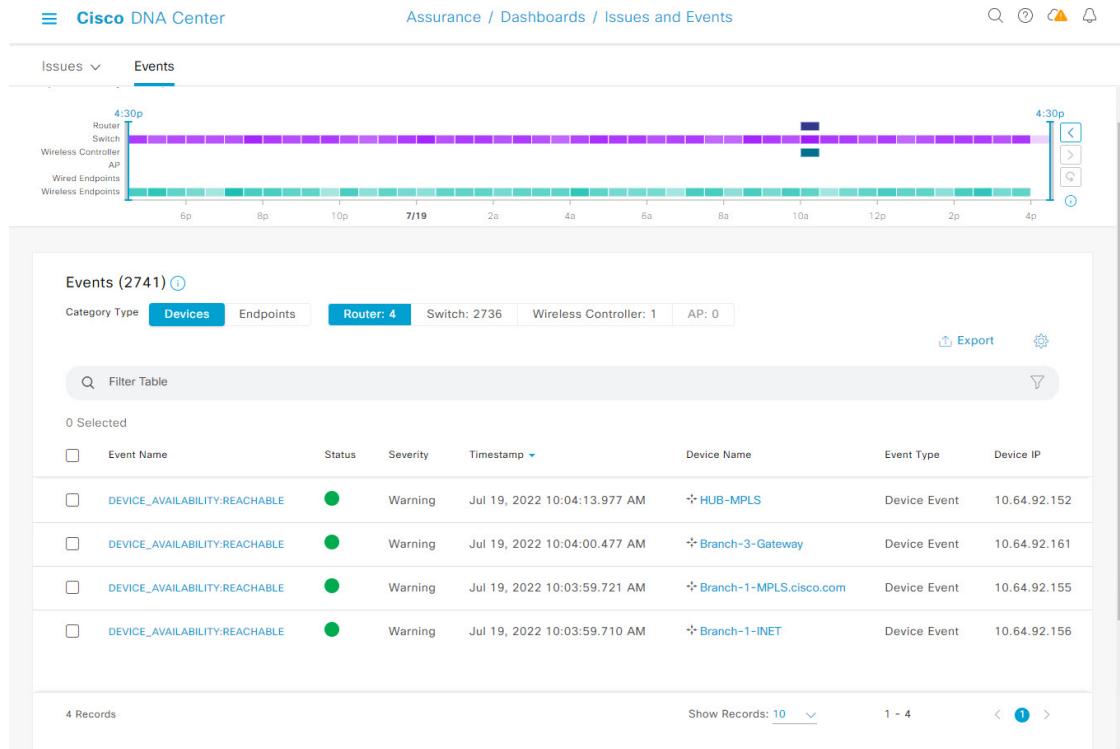 Cisco DNA Center
Assurance / Dashboards / Issues and Events
Issues
Events
4:30p
4:30p
Router
Switch
Wireless Controller
AP
Wired Endpoints
Wireless Endpoints
6p 8p 10p 7/19 2a 4a 6a 8a 10a 12p 2p 4p
Events (2741)
Category Type Devices Endpoints Router: 4 Switch: 2736 Wireless Controller: 1 AP: 0
Export
Filter Table
0 Selected
Event Name Status Severity Timestamp Device Name Event Type Device IP
DEVICE_AVAILABILITY:REACHABLE Warning Jul 19, 2022 10:04:13.977 AM HUB-MPLS Device Event 10.64.92.152
DEVICE_AVAILABILITY:REACHABLE Warning Jul 19, 2022 10:04:00.477 AM Branch-3-Gateway Device Event 10.64.92.161
DEVICE_AVAILABILITY:REACHABLE Warning Jul 19, 2022 10:03:59.721 AM Branch-1-MPLS.cisco.com Device Event 10.64.92.155
DEVICE_AVAILABILITY:REACHABLE Warning Jul 19, 2022 10:03:59.710 AM Branch-1-INET Device Event 10.64.92.156
4 Records
Show Records: 10 1 - 4 1